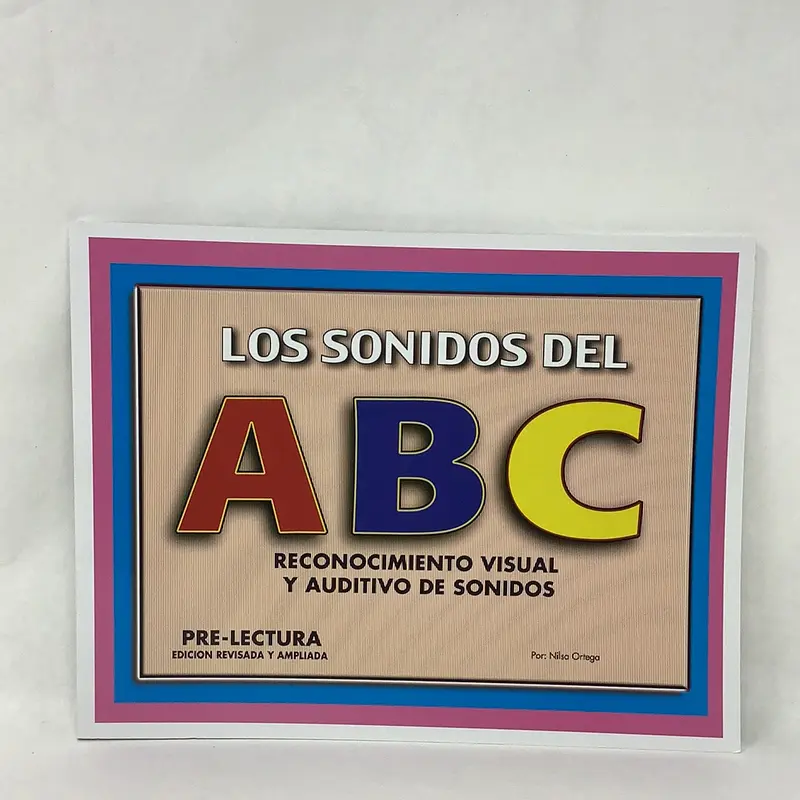 LOS SONIDOS DEL
ABC
RECONOCIMIENTO VISUAL
Y AUDITIVO DE SONIDOS
PRE-LECTURA
EDICION REVISADA Y AMPLIADA
Por: Nilsa Ortega